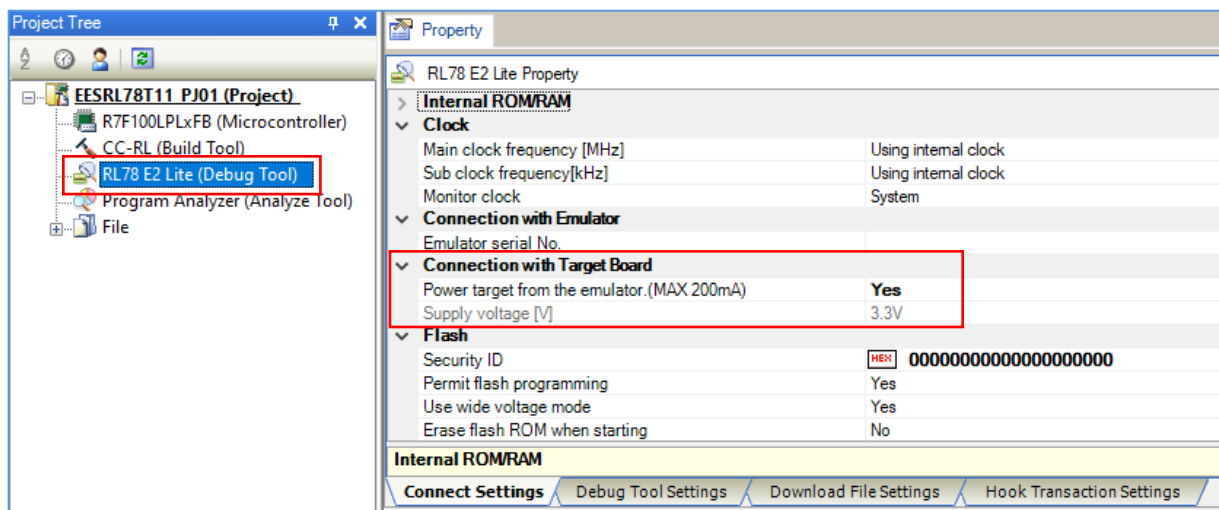 Project Tree
EESRL78T11_PJ01 (Project)
R7F100LPLxFB (Microcontroller)
CC-RL (Build Tool)
RL78 E2 Lite (Debug Tool)
Program Analyzer (Analyze Tool)
File
Property
RL78 E2 Lite Property
Internal ROM/RAM
Clock
Main clock frequency [MHz] Using internal clock
Sub clock frequency[kHz] Using internal clock
Monitor clock System
Connection with Emulator
Emulator serial No.
Connection with Target Board
Power target from the emulator.(MAX 200mA) Yes
Supply voltage [V] 3.3V
Flash
Security ID HEX 00000000000000000000
Permit flash programming Yes
Use wide voltage mode Yes
Erase flash ROM when starting No
Internal ROM/RAM
Connect Settings Debug Tool Settings Download File Settings Hook Transaction Settings